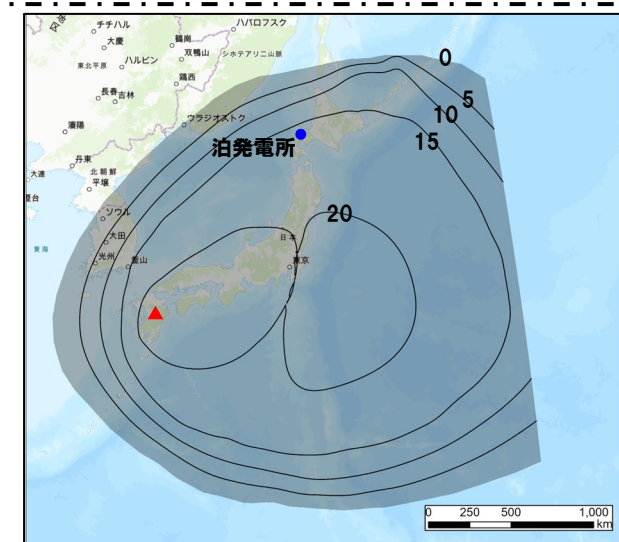 チチハル
大慶
ハルビン
東北平原
長春
吉林
瀋陽
丹東
大連
北朝鮮
平壌
ソウル
大田
光州
釜山
黄海
鶴崗
双鴨山
鶏西
ハバロフスク
シホテアリニ山脈
ウラジオストク
泊発電所
日本
東京
0
5
10
15
20
0 250 500 1,000
km